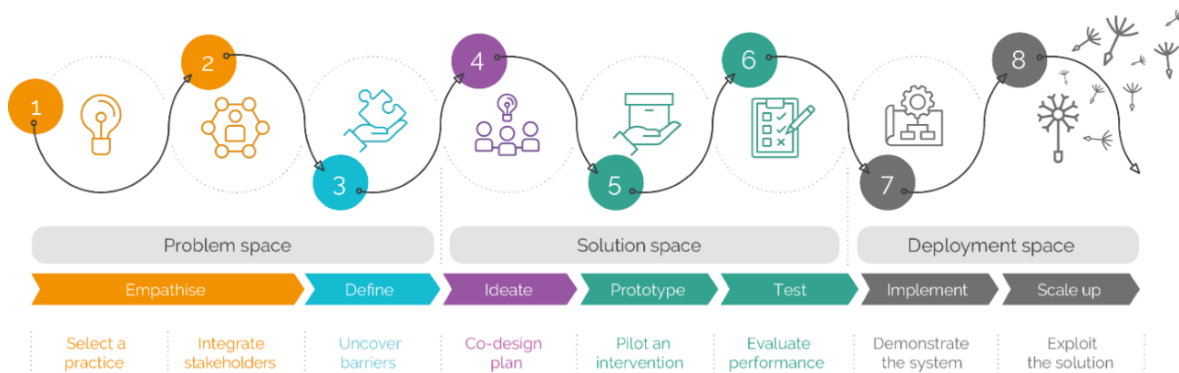 1
2
3
4
5
6
7
8
Problem space
Solution space
Deployment space
Empathise
Define
Ideate
Prototype
Test
Implement
Scale up
Select a
practice
Integrate
stakeholders
Uncover
barriers
Co-design
plan
Pilot an
intervention
Evaluate
performance
Demonstrate
the system
Exploit
the solution